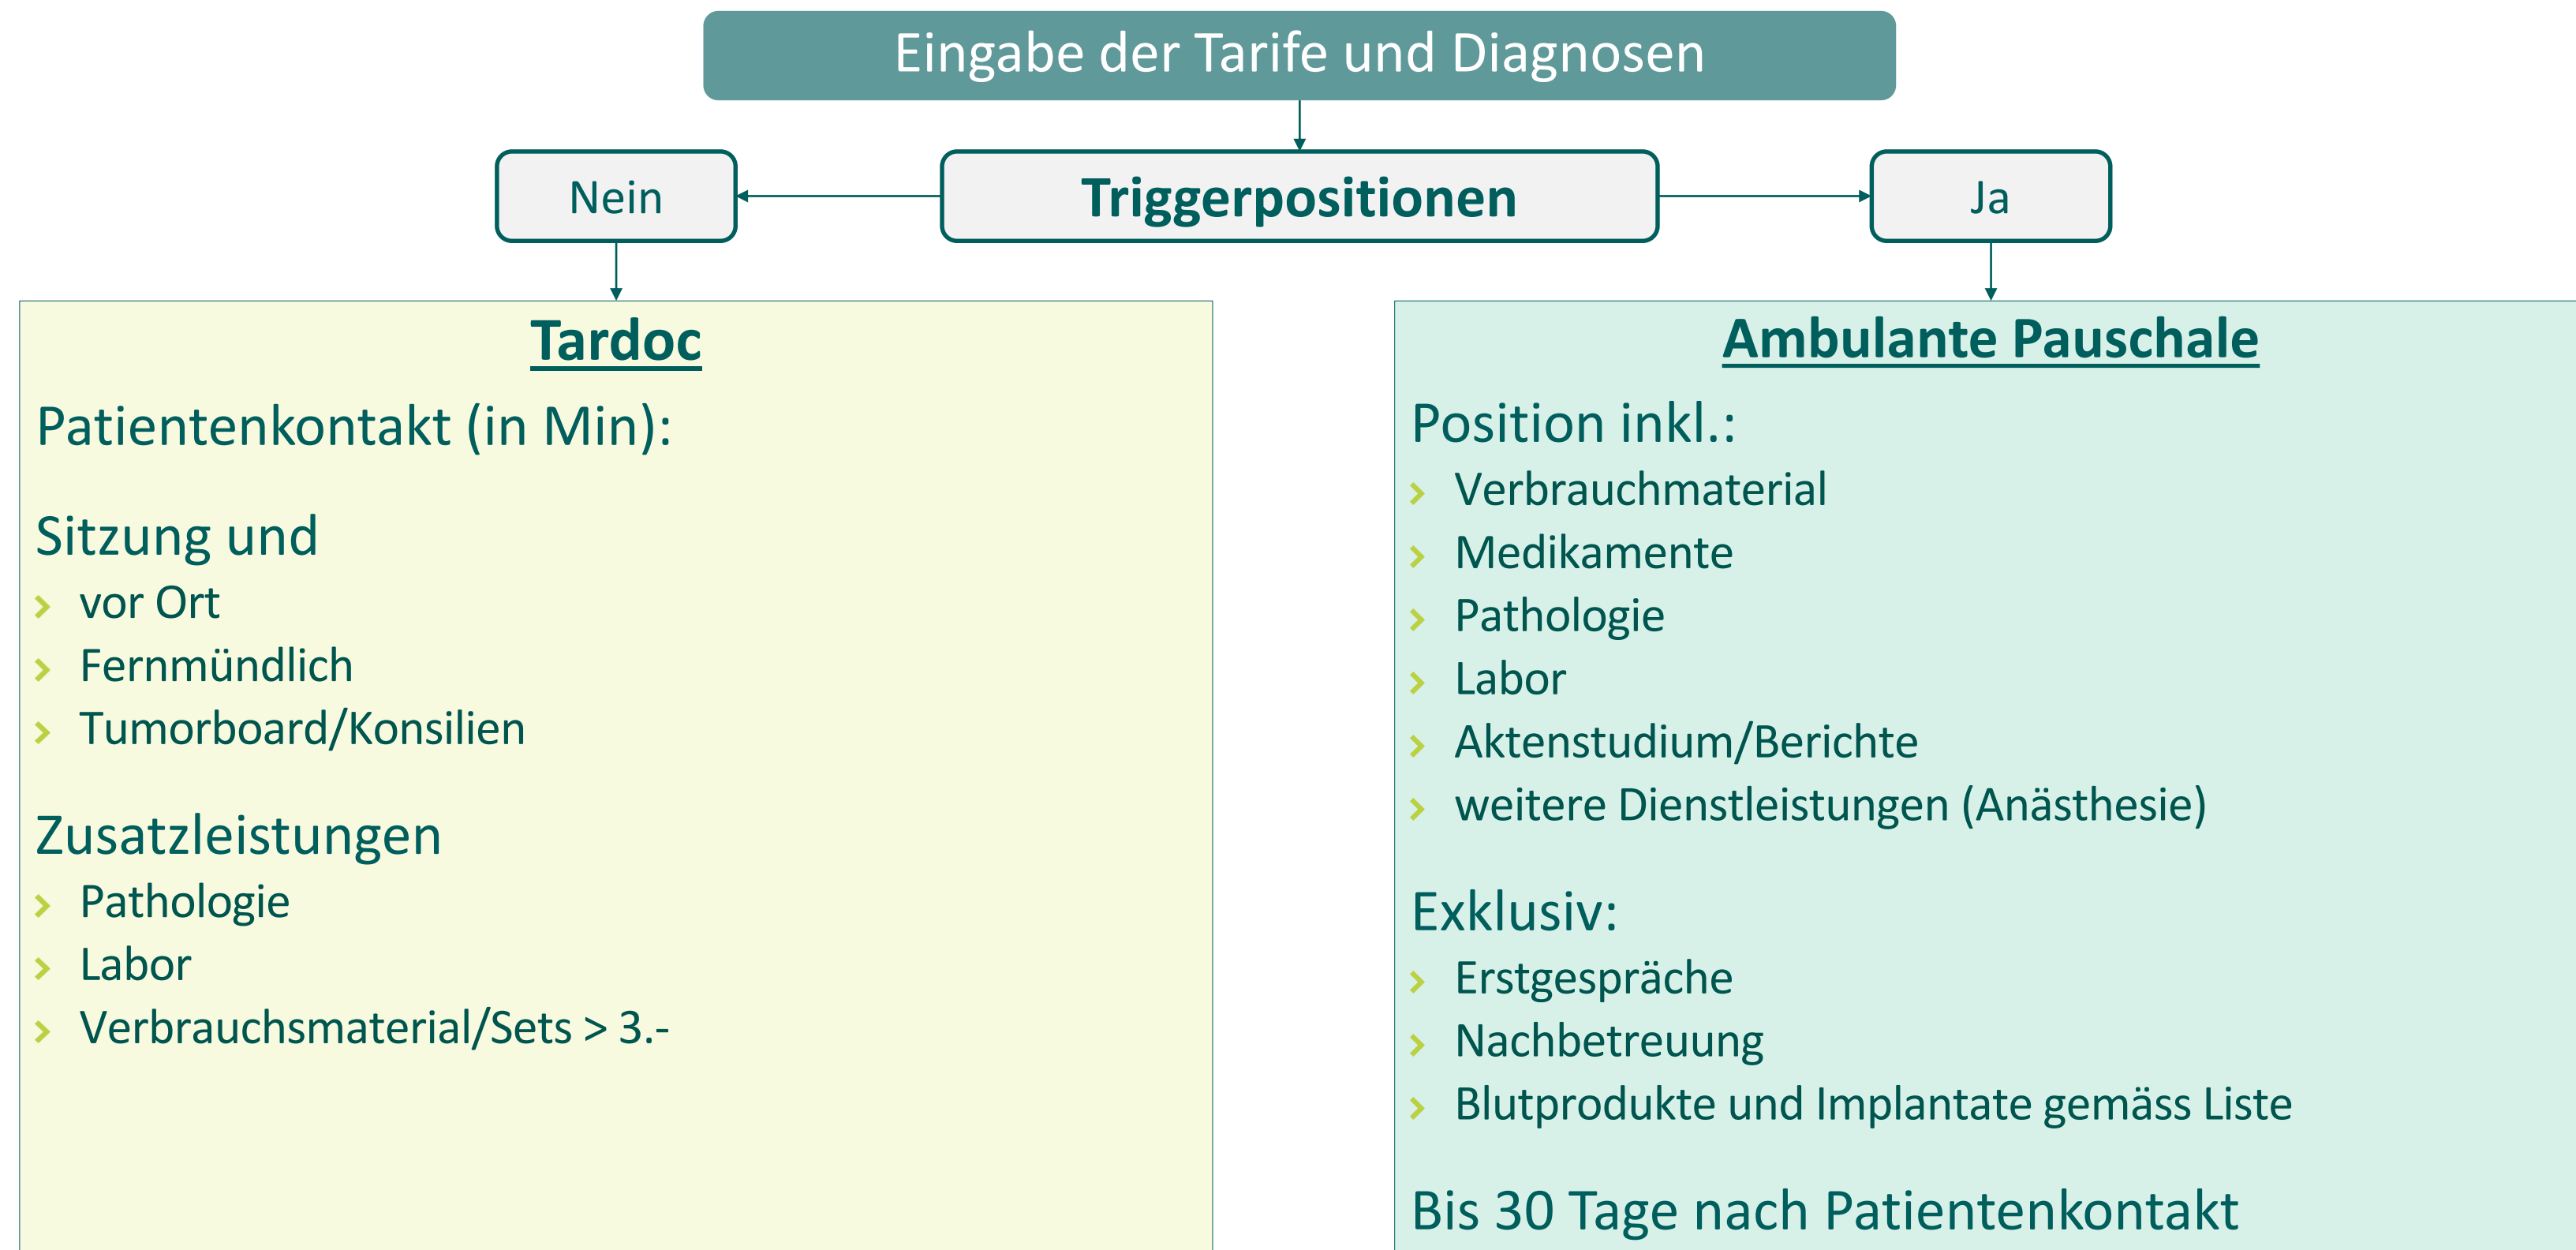 Eingabe der Tarife und Diagnosen
Nein
Triggerpositionen
Ja
Tardoc
Patientenkontakt (in Min):
Sitzung und
vor Ort
Fernmündlich
Tumorboard/Konsilien
Zusatzleistungen
Pathologie
Labor
Verbrauchsmaterial/Sets > 3.-
Ambulante Pauschale
Position inkl.:
Verbrauchmaterial
Medikamente
Pathologie
Labor
Aktenstudium/Berichte
weitere Dienstleistungen (Anästhesie)
Exklusiv:
Erstgespräche
Nachbetreuung
Blutprodukte und Implantate gemäss Liste
Bis 30 Tage nach Patientenkontakt